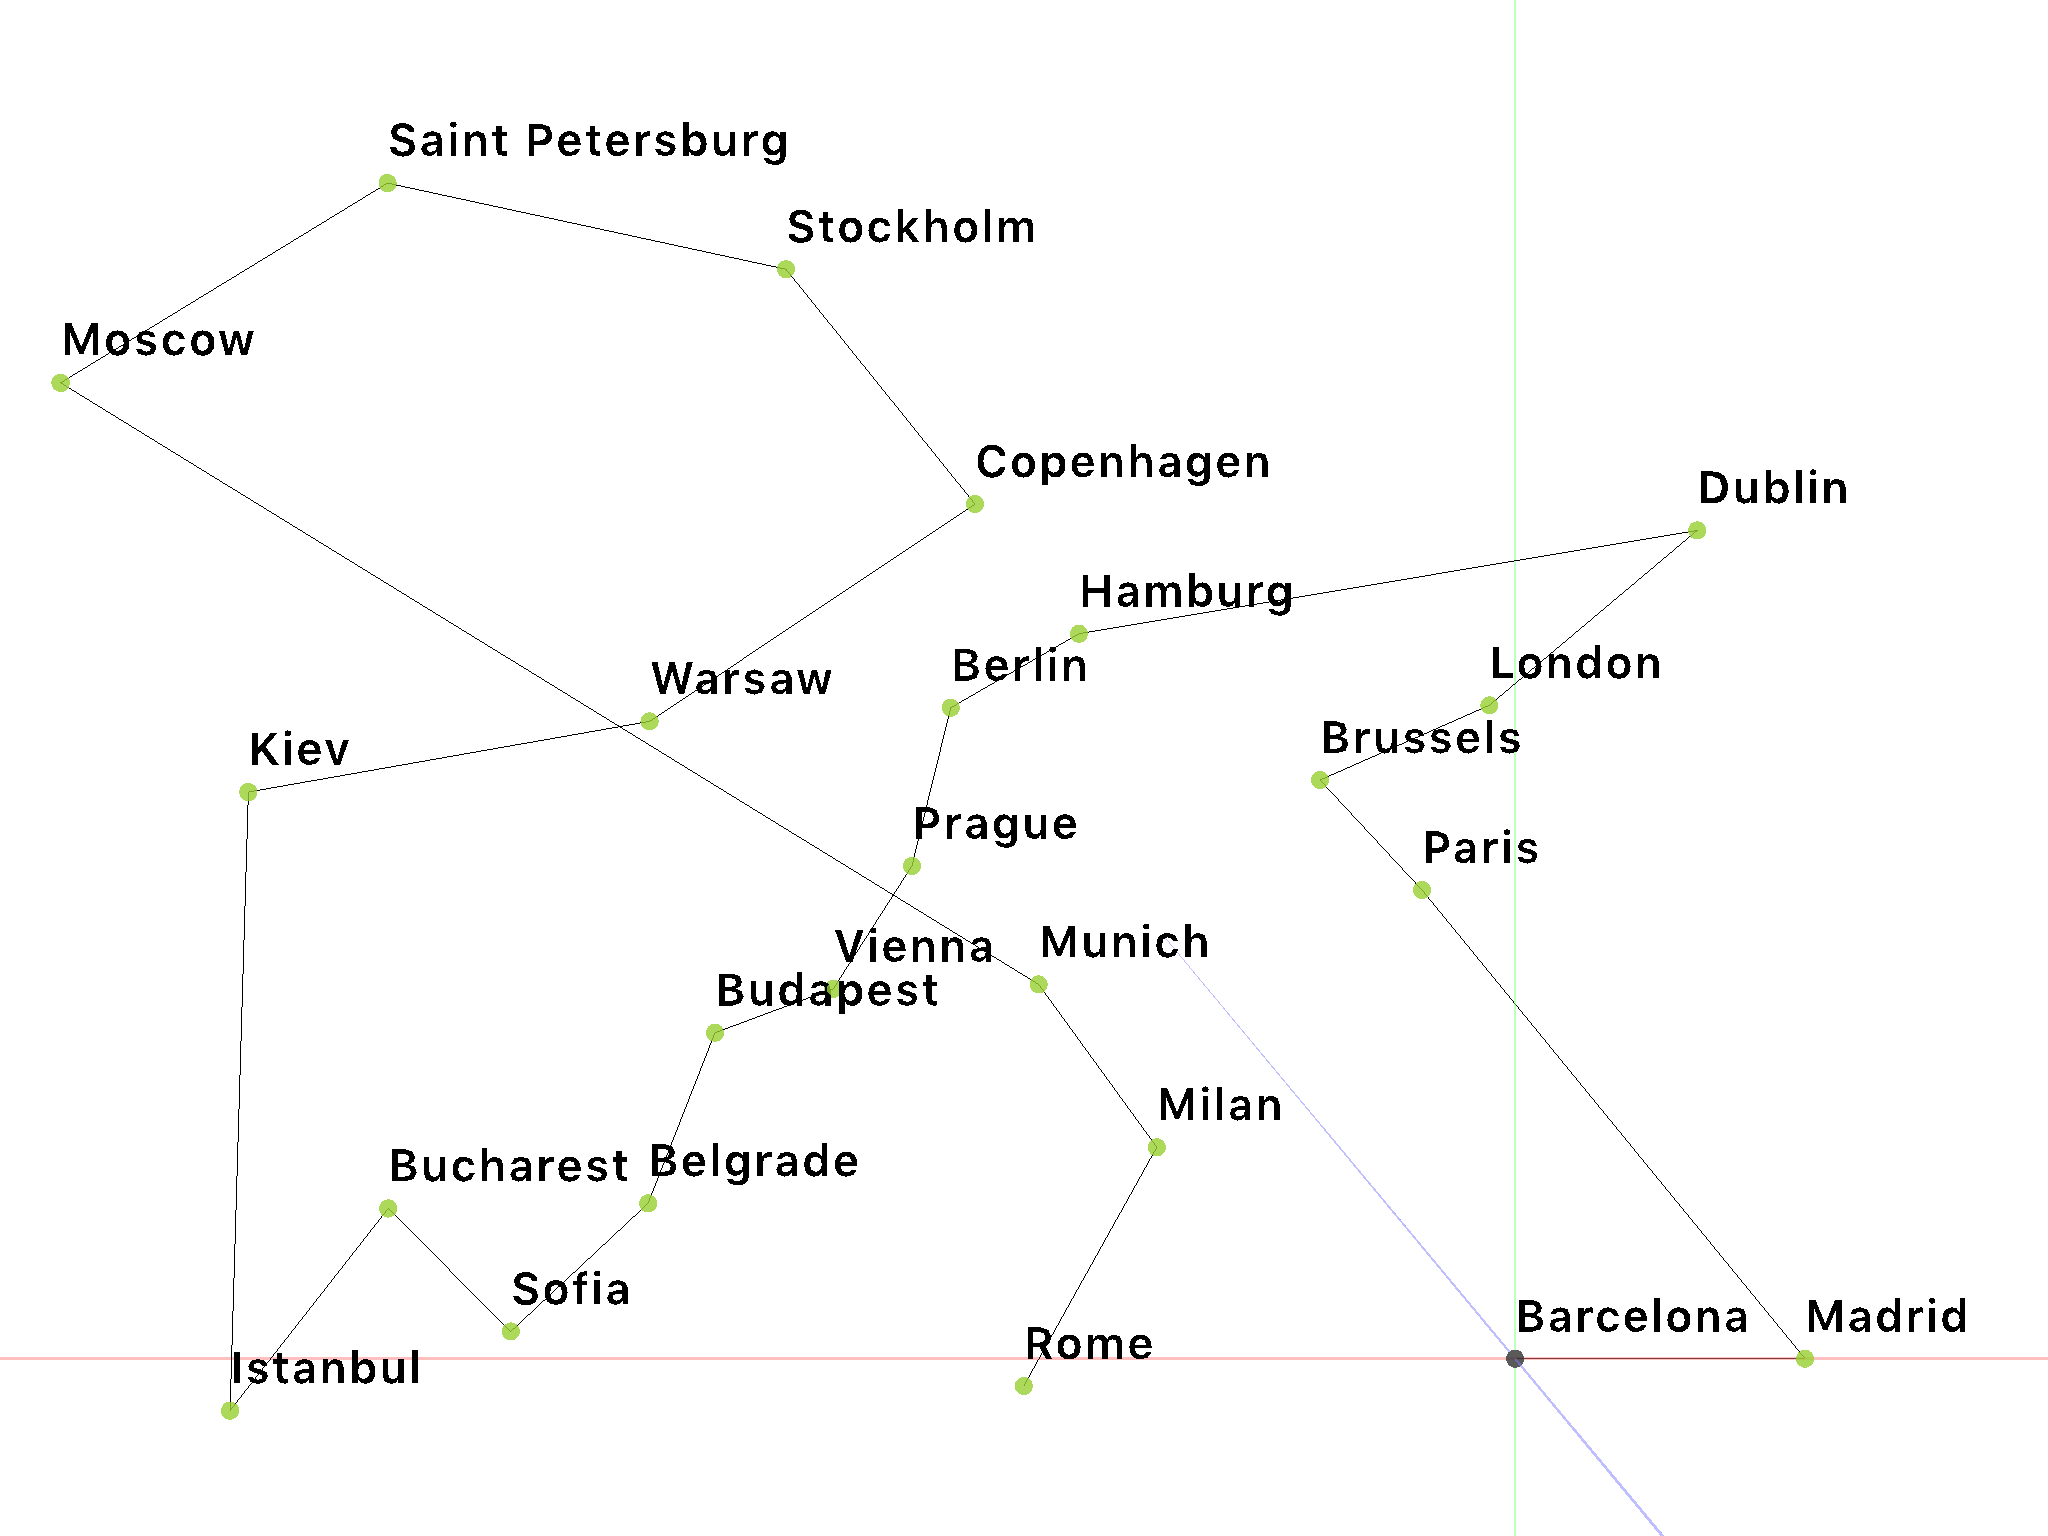 Saint Petersburg
Stockholm
Moscow
Copenhagen
Dublin
Hamburg
Berlin
London
Warsaw
Brussels
Kiev
Prague
Paris
Munich
Vienna
Budapest
Milan
Belgrade
Bucharest
Sofia
Barcelona
Madrid
Rome
Istanbul